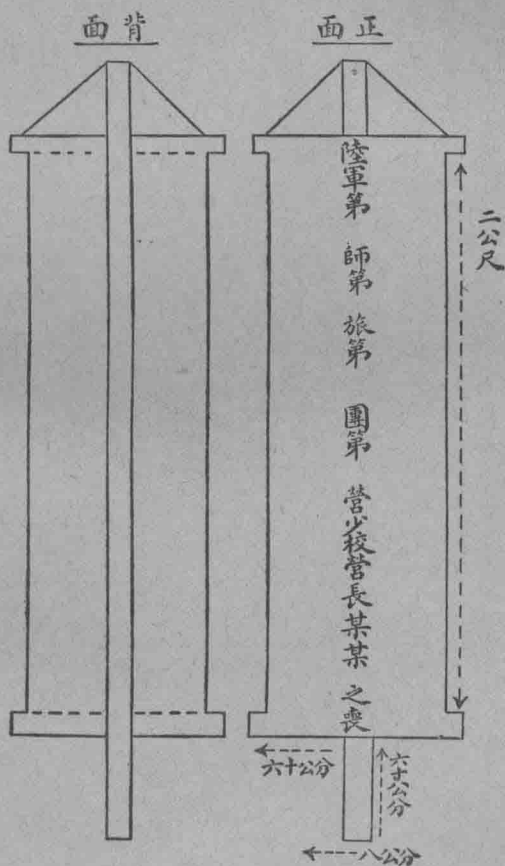 正面
背面
陸軍第 師第 旅第 團第 營少校營長某某之喪
二公尺
六十公分
六十公分
八公分